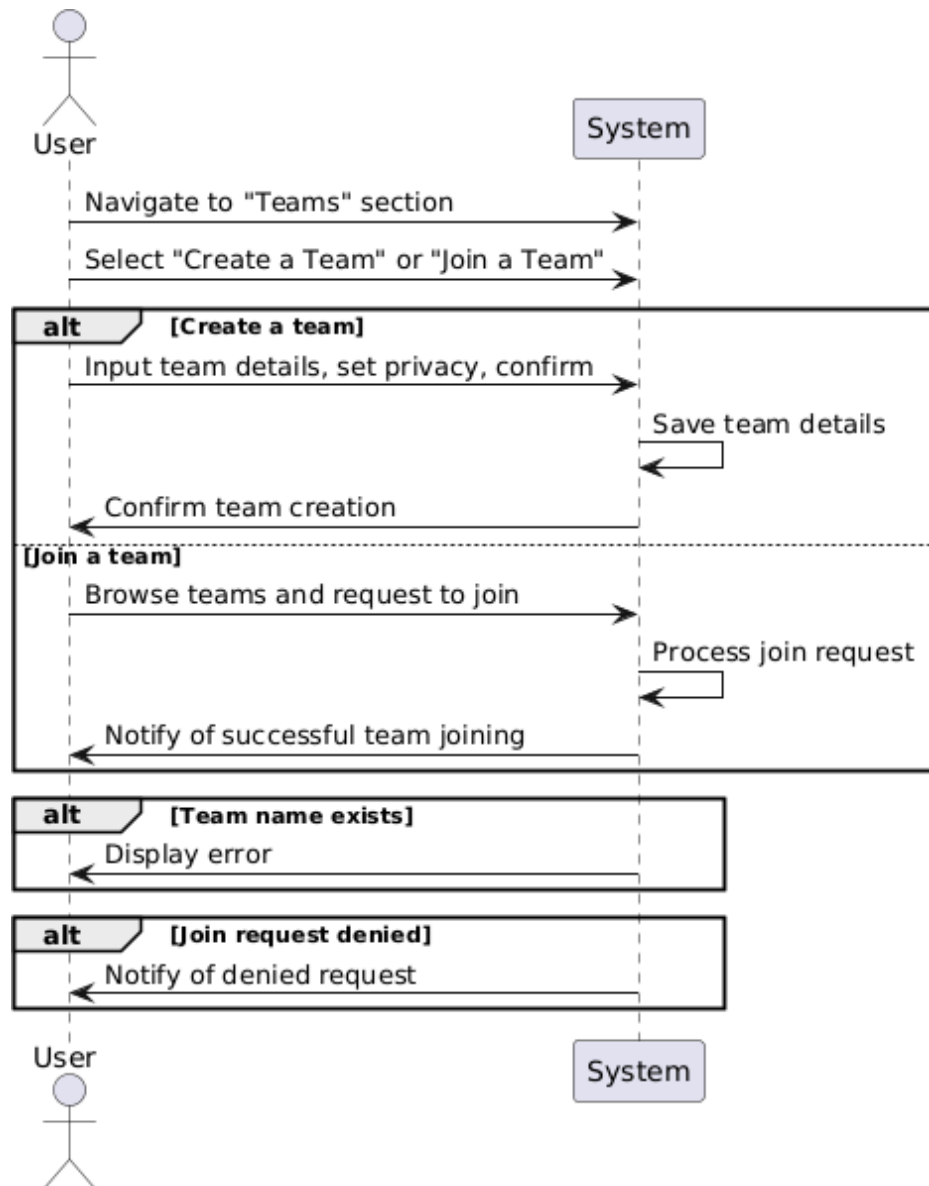 User
System
Navigate to "Teams" section
Select "Create a Team" or "Join a Team"
alt [Create a team]
Input team details, set privacy, confirm
Save team details
Confirm team creation
[Join a team]
Browse teams and request to join
Process join request
Notify of successful team joining
alt [Team name exists]
Display error
alt [Join request denied]
Notify of denied request
User
System